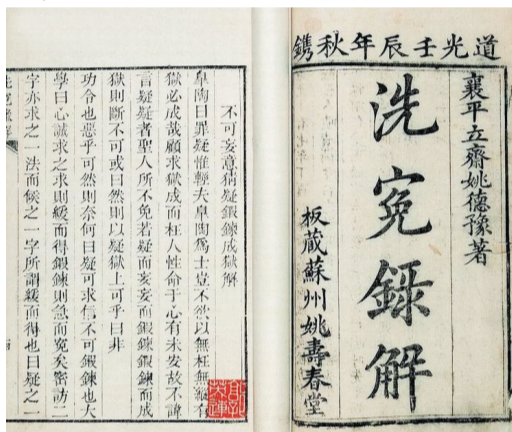 道光壬辰年秋鐫
襄平立齋姚德豫著
洗冤錄解
板藏蘇州姚壽春堂
不可妄意猜疑鍛鍊成獄解
臯陶曰罪疑惟輕夫臯陶為士豈不欲以無枉無縱有
獄必成哉顧求獄成而枉人性命于心有未安故不諱
言疑疑者聖人所不免若疑而妄妄而鍛鍊鍛鍊而成
獄則斷不可或曰然則以疑獄上可乎曰非
功令也惡乎可然則奈何曰疑可求信不可鍛鍊也大
學曰心誠求之求則緩而得鍛鍊則急而冤矣密訪二
字亦求之一法而候之一字所謂緩而得也曰疑之一
洗冤錄解